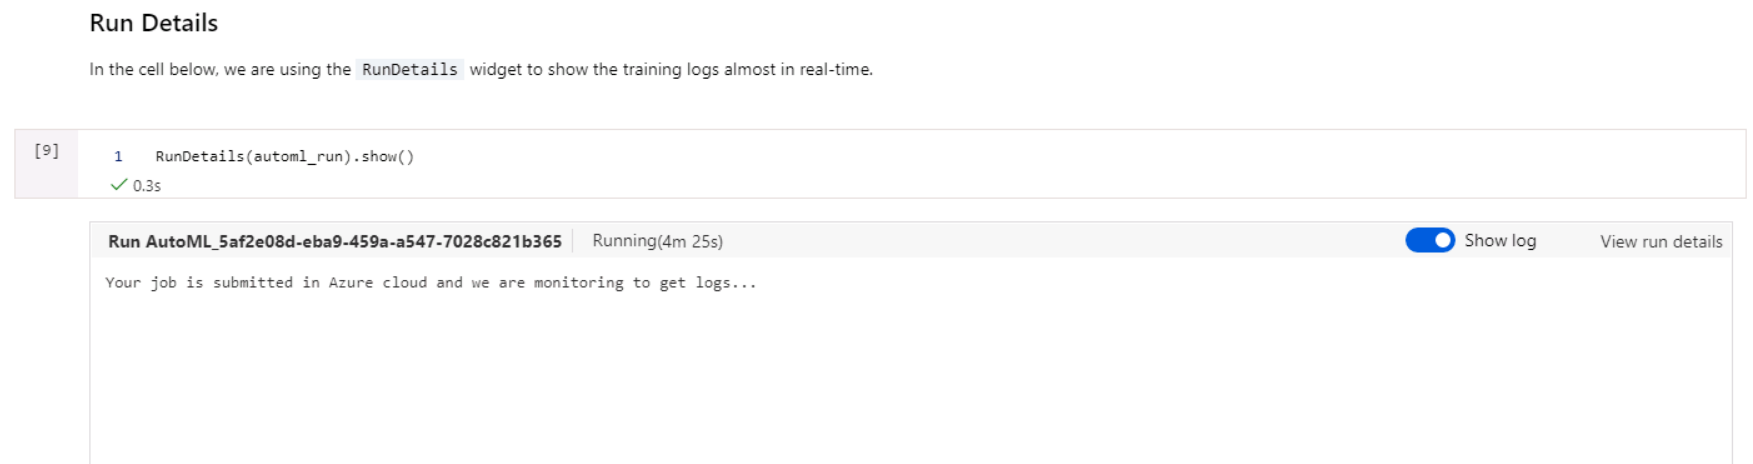 Run Details
In the cell below, we are using the RunDetails widget to show the training logs almost in real-time.
[9]
1 RunDetails(automl_run).show()
0.3s
Run AutoML_5af2e08d-eba9-459a-a547-7028c821b365 Running(4m 25s) Show log View run details
Your job is submitted in Azure cloud and we are monitoring to get logs...